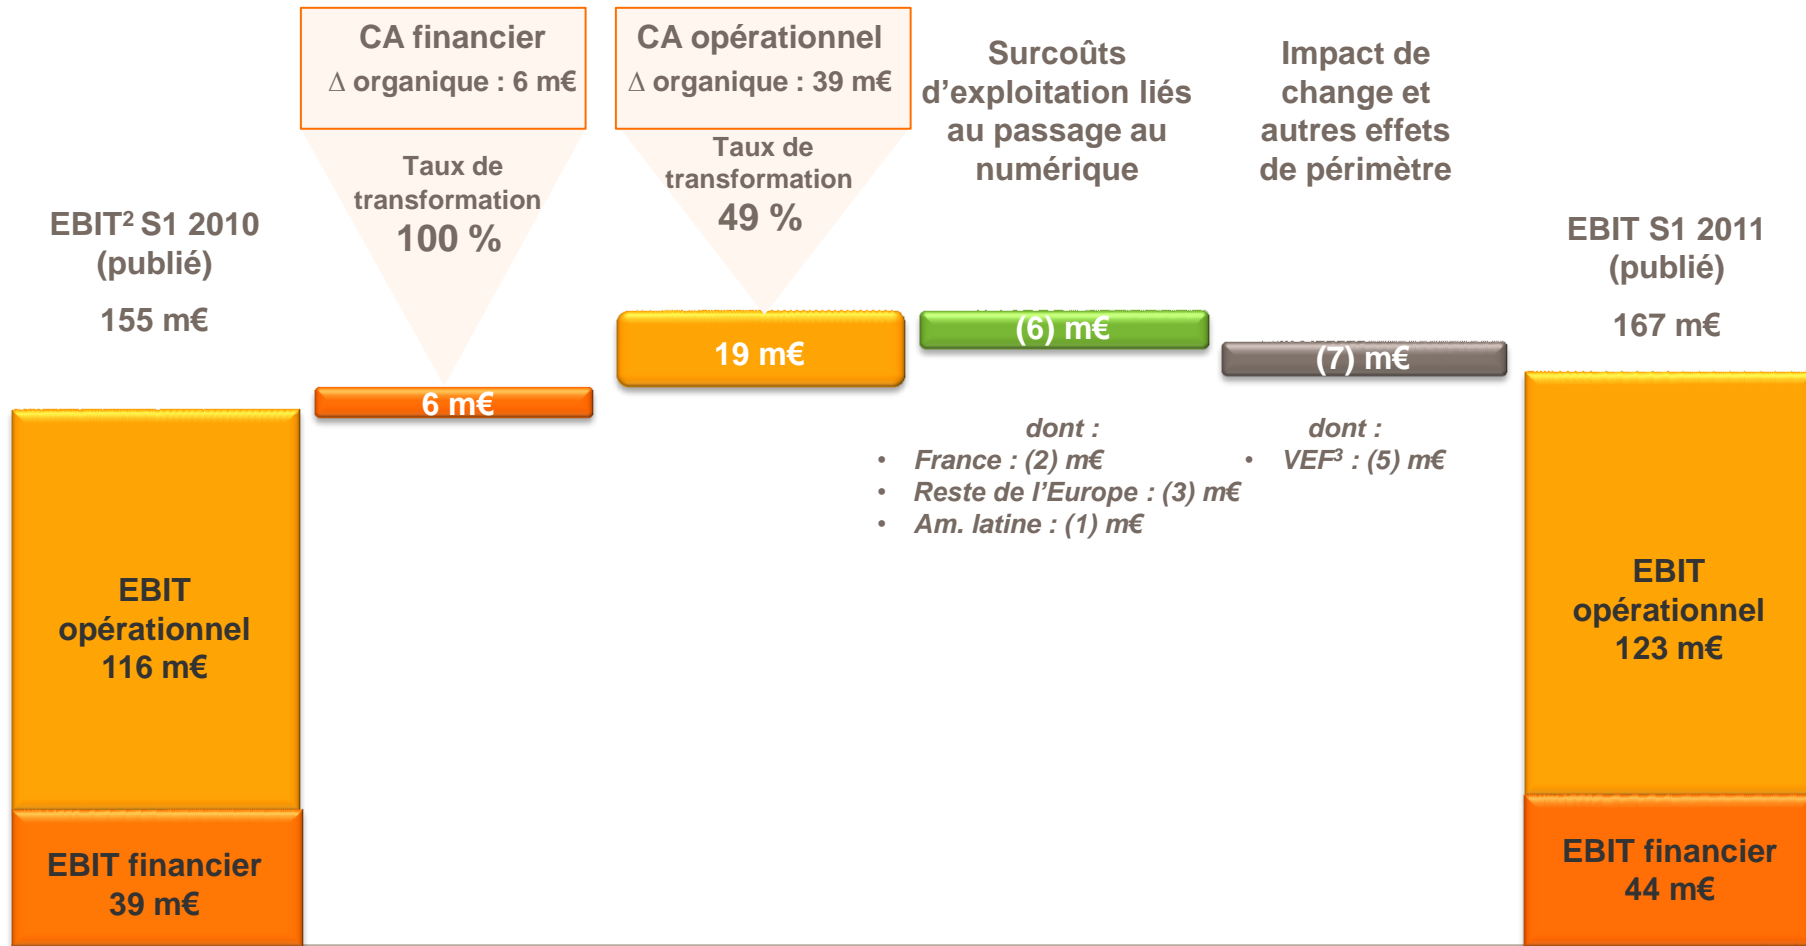 EBIT² S1 2010
(publié)
155 m€
EBIT
opérationnel
116 m€
EBIT financier
39 m€
CA financier
∆ organique : 6 m€
Taux de
transformation
100 %
6 m€
CA opérationnel
∆ organique : 39 m€
Taux de
transformation
49 %
19 m€
Surcoûts
d’exploitation liés
au passage au
numérique
(6) m€
dont :
• France : (2) m€
• Reste de l’Europe : (3) m€
• Am. latine : (1) m€
Impact de
change et
autres effets
de périmètre
(7) m€
dont :
• VEF³ : (5) m€
EBIT S1 2011
(publié)
167 m€
EBIT
opérationnel
123 m€
EBIT financier
44 m€